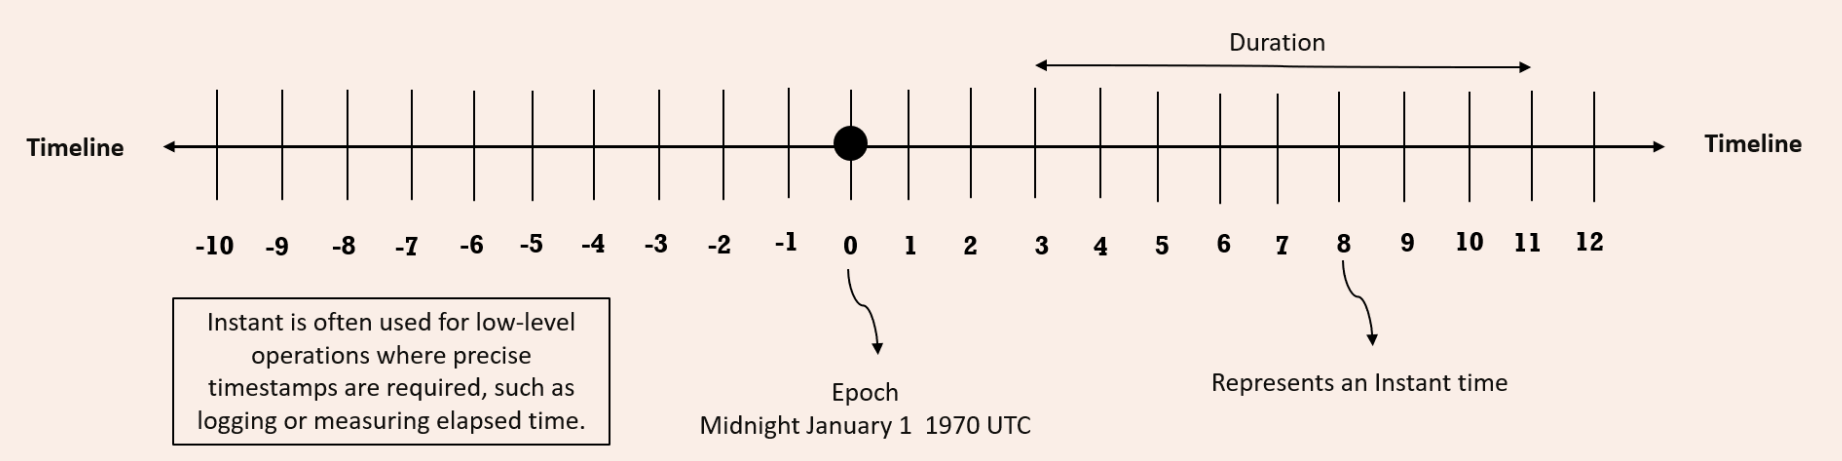 Duration
Timeline
Timeline
-10 -9 -8 -7 -6 -5 -4 -3 -2 -1 0 1 2 3 4 5 6 7 8 9 10 11 12
Instant is often used for low-level
operations where precise
timestamps are required, such as
logging or measuring elapsed time.
Epoch
Midnight January 1  1970 UTC
Represents an Instant time